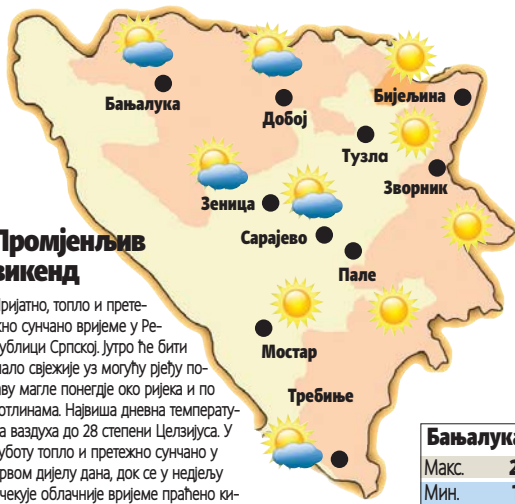 Бањалука
Добој
Бијељина
Тузла
Зворник
Зеница
Сарајево
Пале
Мостар
Требиње
Промјенљив
викенд
ријатно, топло и прете-
жно сунчано вријеме у Ре-
ублици Српској. Јутро ће бити
мало свјежије уз могућу рјеђу по-
аву магле понегдје око ријека и по
отлинама. Највиша дневна температу-
а ваздуха до 28 степени Целзијуса. У
уботу топло и претежно сунчано у
рвом дијелу дана, док се у недјељу
чекује облачније вријеме праћено ки-
Бањалука
Макс.
Мин.